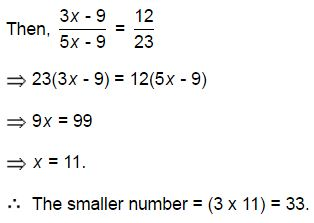 Then, (3x - 9)/(5x - 9) = 12/23
⇒ 23(3x - 9) = 12(5x - 9)
⇒ 9x = 99
⇒ x = 11.
∴ The smaller number = (3 x 11) = 33.